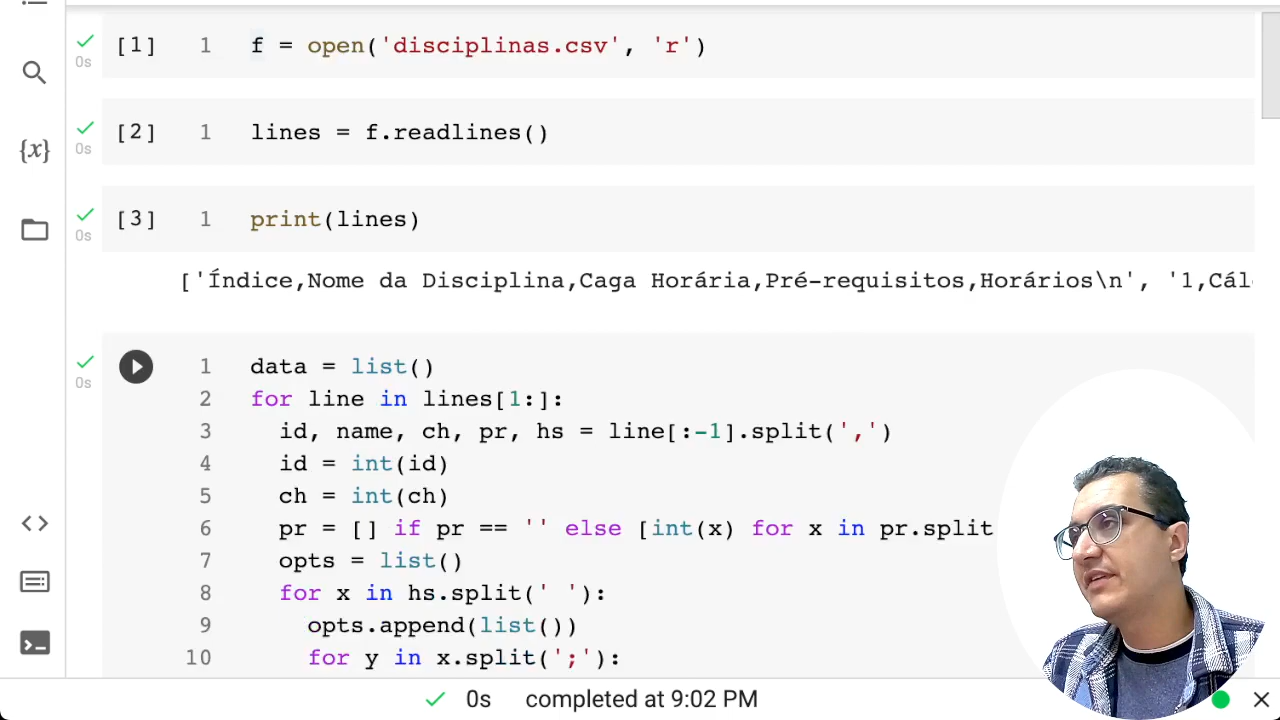 [1] 1 f = open('disciplinas.csv', 'r')
0s
[2] 1 lines = f.readlines()
0s
{x}
[3] 1 print(lines)
0s
['Índice,Nome da Disciplina,Caga Horária,Pré-requisitos,Horários\n', '1,Cál
1 data = list()
0s
2 for line in lines[1:]:
3 id, name, ch, pr, hs = line[:-1].split(',')
4 id = int(id)
5 ch = int(ch)
6 pr = [] if pr == '' else [int(x) for x in pr.split
7 opts = list()
8 for x in hs.split(' '):
9 opts.append(list())
10 for y in x.split(';'):
0s completed at 9:02 PM